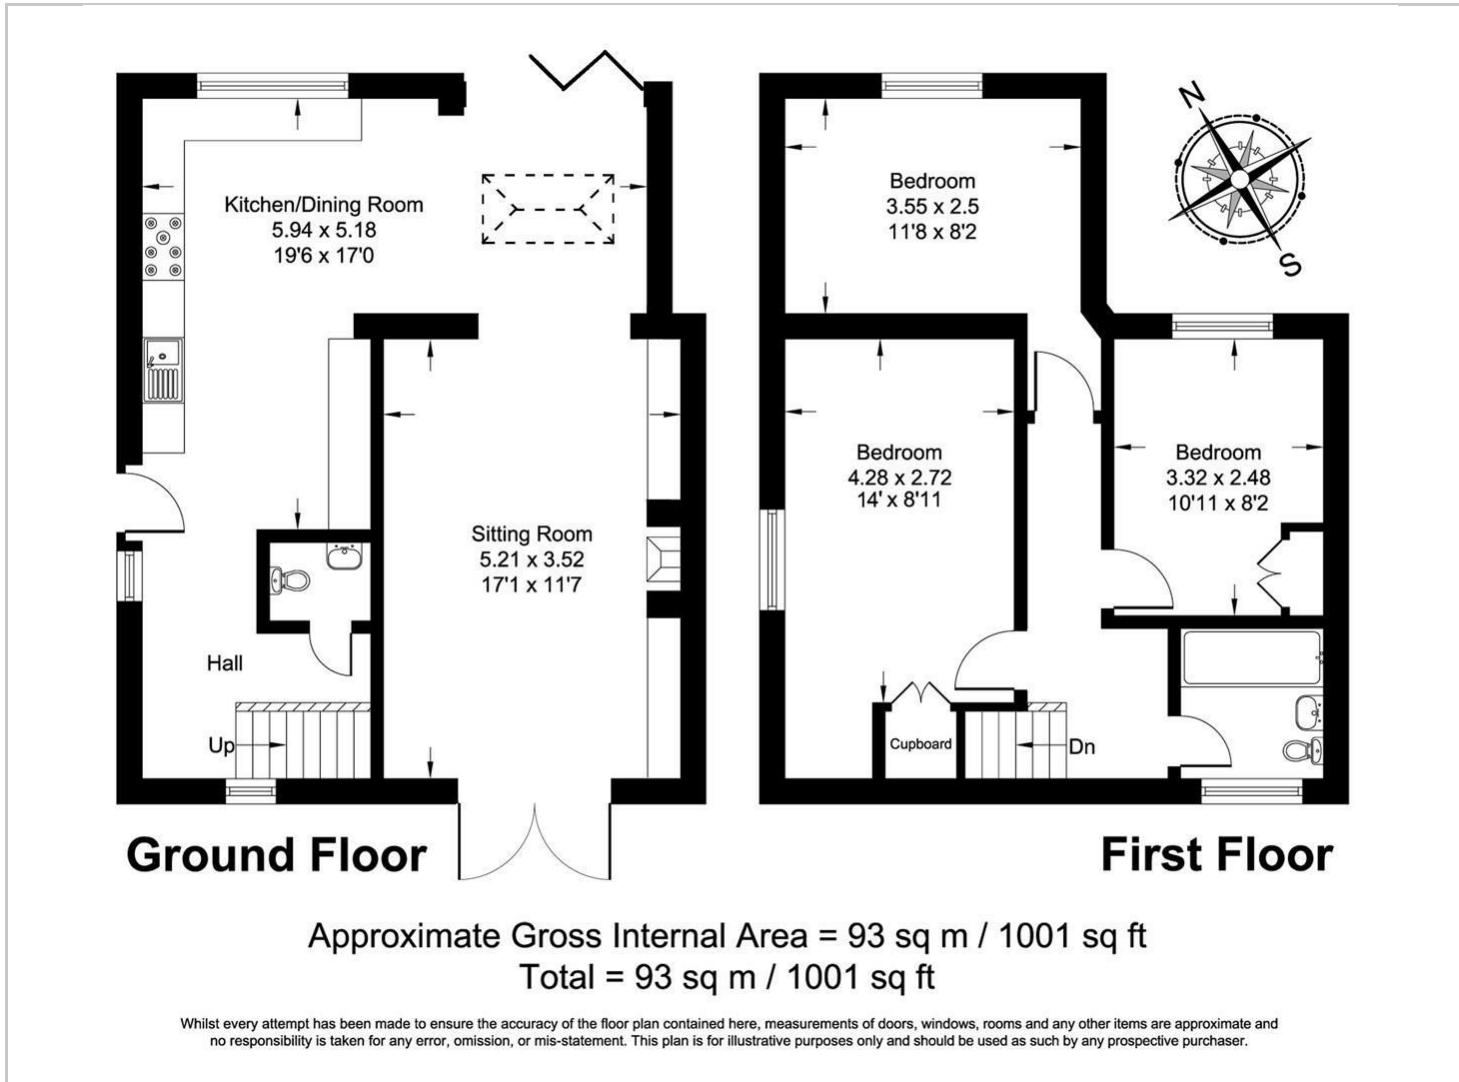 Kitchen/Dining Room
5.94 x 5.18
19'6 x 17'0
Sitting Room
5.21 x 3.52
17'1 x 11'7
Hall
Up
Ground Floor
Bedroom
3.55 x 2.5
11'8 x 8'2
N
S
Bedroom
4.28 x 2.72
14' x 8'11
Bedroom
3.32 x 2.48
10'11 x 8'2
Cupboard
Dn
First Floor
Approximate Gross Internal Area = 93 sq m / 1001 sq ft
Total = 93 sq m / 1001 sq ft
Whilst every attempt has been made to ensure the accuracy of the floor plan contained here, measurements of doors, windows, rooms and any other items are approximate and
no responsibility is taken for any error, omission, or mis-statement. This plan is for illustrative purposes only and should be used as such by any prospective purchaser.